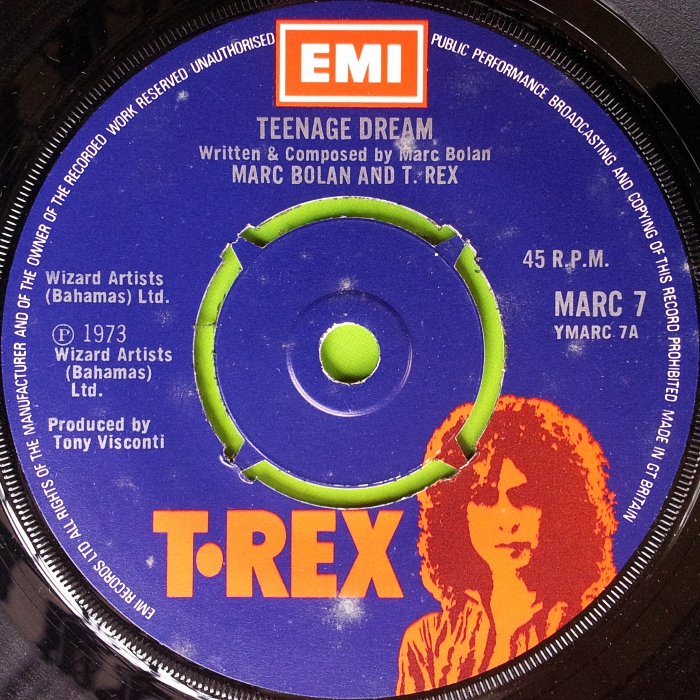 EMI
TEENAGE DREAM
Written & Composed by Marc Bolan
MARC BOLAN AND T. REX
Wizard Artists
(Bahamas) Ltd.
Ⓟ 1973
Wizard Artists
(Bahamas)
Ltd.
Produced by
Tony Visconti
45 R.P.M.
MARC 7
YMARC 7A
T·REX
EMI RECORDS LTD ALL RIGHTS OF THE MANUFACTURER AND OF THE OWNER OF THE RECORDED WORK RESERVED UNAUTHORISED PUBLIC PERFORMANCE BROADCASTING AND COPYING OF THIS RECORD PROHIBITED MADE IN GT BRITAIN